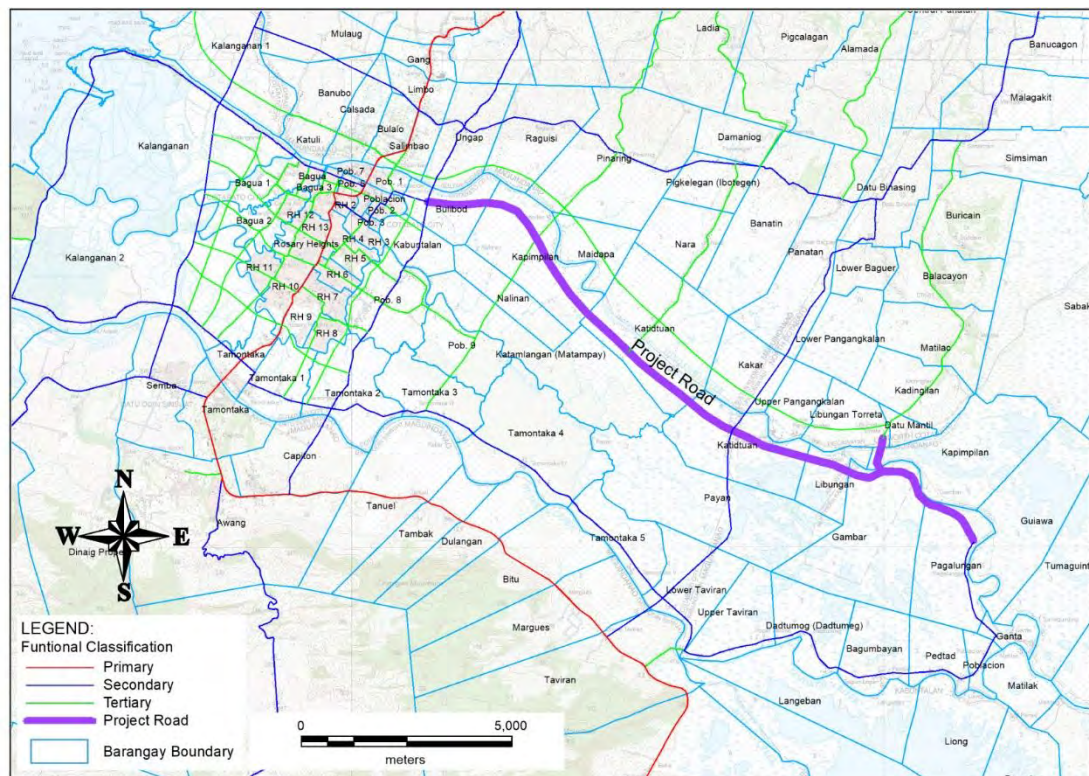 Kalanganan 1
Mulaug
Ladia
Pigcalagan
Alamada
Banucagon
Gang
Limbo
Banubo
Calsada
Malagakit
Bulalo
Ungap
Raguisi
Damaniog
Katuli
Salimbao
Pinaring
Simsiman
Kalanganan
Bagua 1
Bagua
Pob. 7
Bagua 3
Pob. 1
Poblacion
Pigkelegan (Ibotegen)
Datu Binasing
RH 2
Pob. 2
Bulibod
Buricain
Bagua 2
RH 12
RH 13
Pob. 3
Banatin
Rosary Heights
RH 4
RH 3
Kabuntalan
Kapimpilan
Maidapa
Nara
Panatan
Kalanganan 2
RH 11
RH 5
Lower Baguer
Balacayon
RH 6
RH 10
RH 7
Pob. 8
Nalinan
Sabak
RH 9
RH 8
Katidtuan
Lower Pangangkalan
Pob. 9
Katamlangan (Matampay)
Project Road
Matilao
Tamontaka
Semba
Tamontaka 1
Tamontaka 2
Tamontaka 3
Kakar
Kadingilan
Tamontaka
Upper Pangangkalan
Libungan Torreta
Datu Mantil
Tamontaka 4
Capiton
Katidtuan
Kapimpilan
Libungan
Payan
Tanuel
Awang
Tambak
Dulangan
Tamontaka 5
Gambar
Guiawa
Bitu
Pagalungan
Lower Taviran
Upper Taviran
Margues
Dadtumog (Dadtumeg)
Ganta
Bagumbayan
Pedtad
Poblacion
Taviran
Langeban
Matilak
Liong
N
W
E
S
LEGEND:
Funtional Classification
Primary
Secondary
Tertiary
Project Road
Barangay Boundary
0
5,000
meters